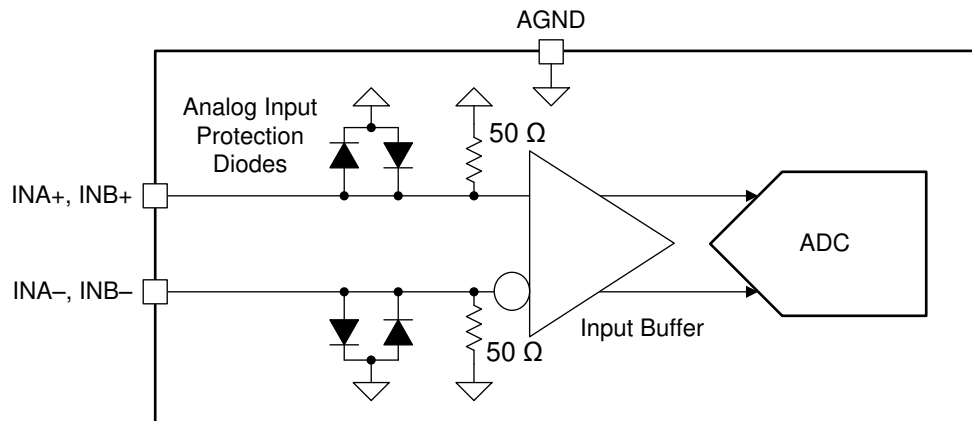 AGND
Analog Input
Protection
Diodes
50 Ω
INA+, INB+
ADC
INA–, INB–
Input Buffer
50 Ω